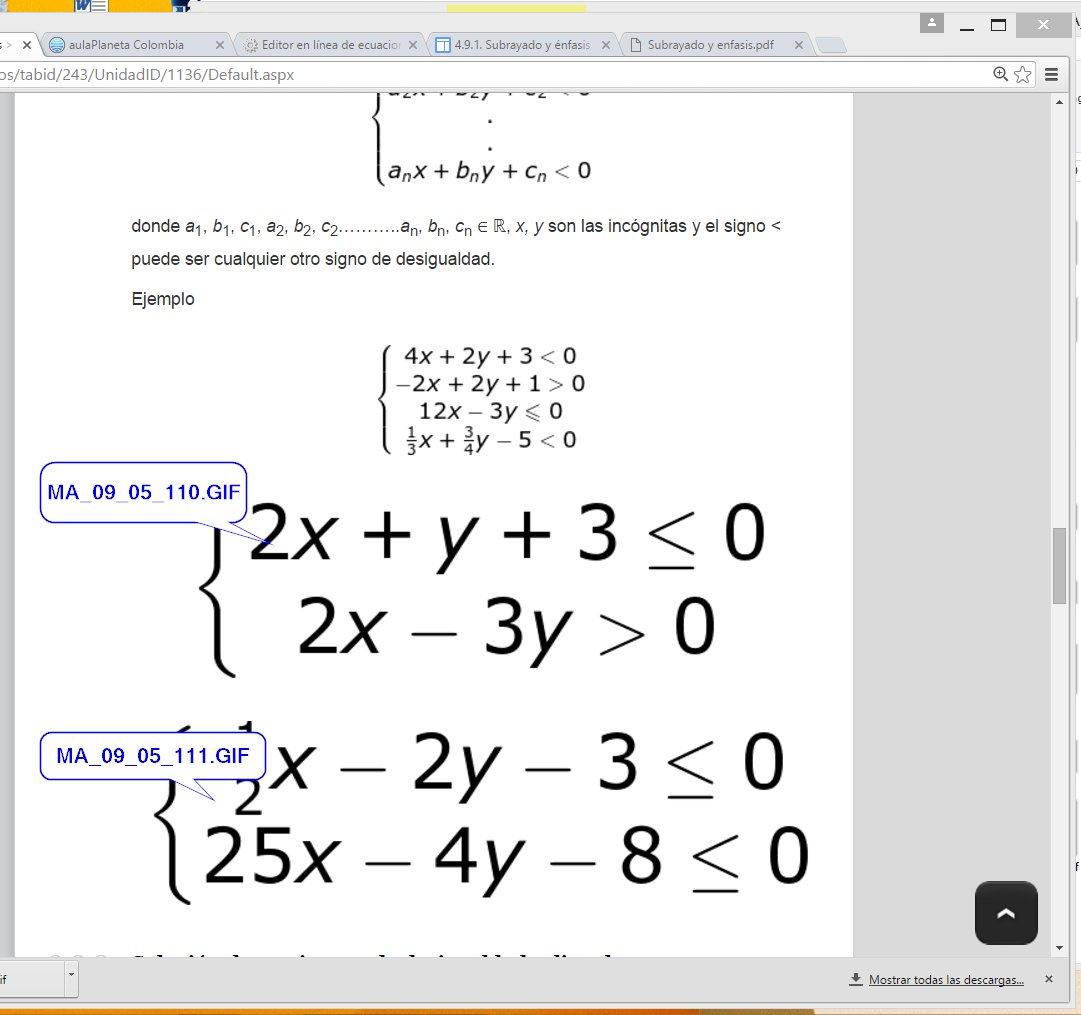 aulaPlaneta Colombia
Editor en línea de ecuacion
4.9.1. Subrayado y énfasis
Subrayado y enfasis.pdf
os/tabid/243/UnidadID/1136/Default.aspx
.
.
aₙx + bₙy + cₙ < 0
donde a₁, b₁, c₁, a₂, b₂, c₂...........aₙ, bₙ, cₙ ∈ ℝ, x, y son las incógnitas y el signo <
puede ser cualquier otro signo de desigualdad.
Ejemplo
4x + 2y + 3 < 0
−2x + 2y + 1 > 0
12x − 3y ⩽ 0
1/3x + 3/4y − 5 < 0
MA_09_05_110.GIF
2x + y + 3 ≤ 0
2x − 3y > 0
MA_09_05_111.GIF
1/2x − 2y − 3 ≤ 0
25x − 4y − 8 ≤ 0
if
Mostrar todas las descargas...